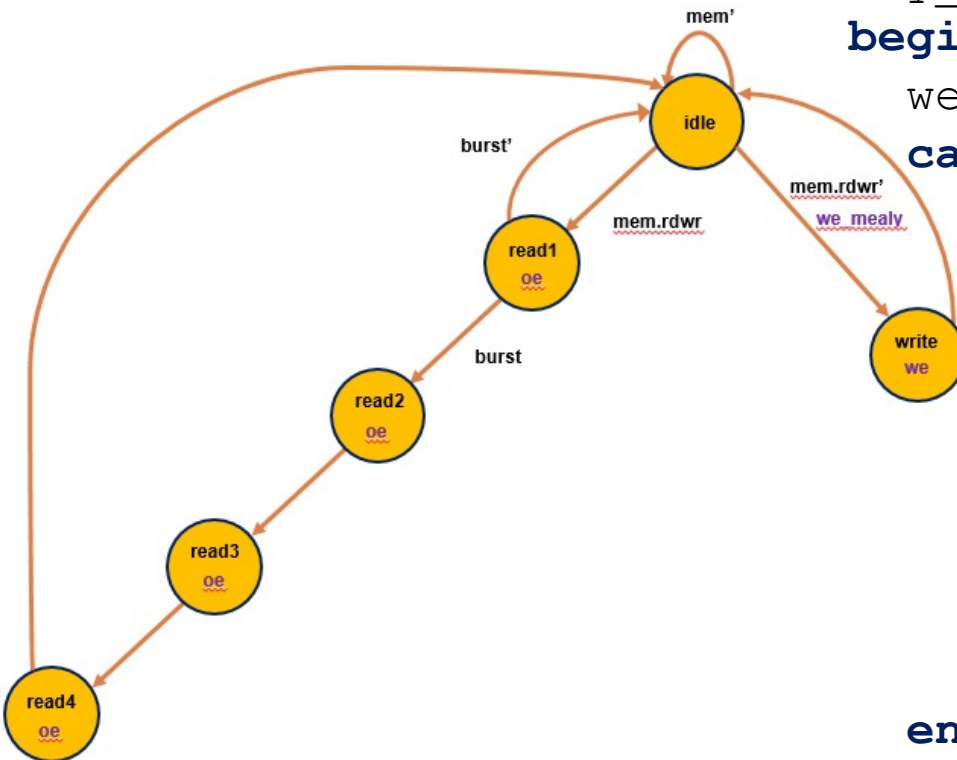 mem’
begi
we
idle
ca
burst’
mem.rdwr’
we_mealy
mem.rdwr
read1
oe
write
we
burst
read2
oe
read3
oe
read4
oe
en